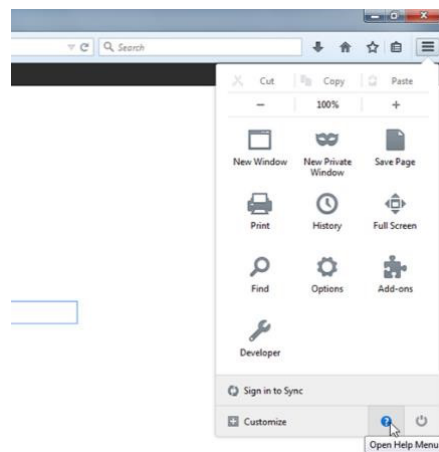 Search
Cut Copy Paste
− 100% +
New Window New Private Window Save Page
Print History Full Screen
Find Options Add-ons
Developer
Sign in to Sync
Customize
Open Help Menu